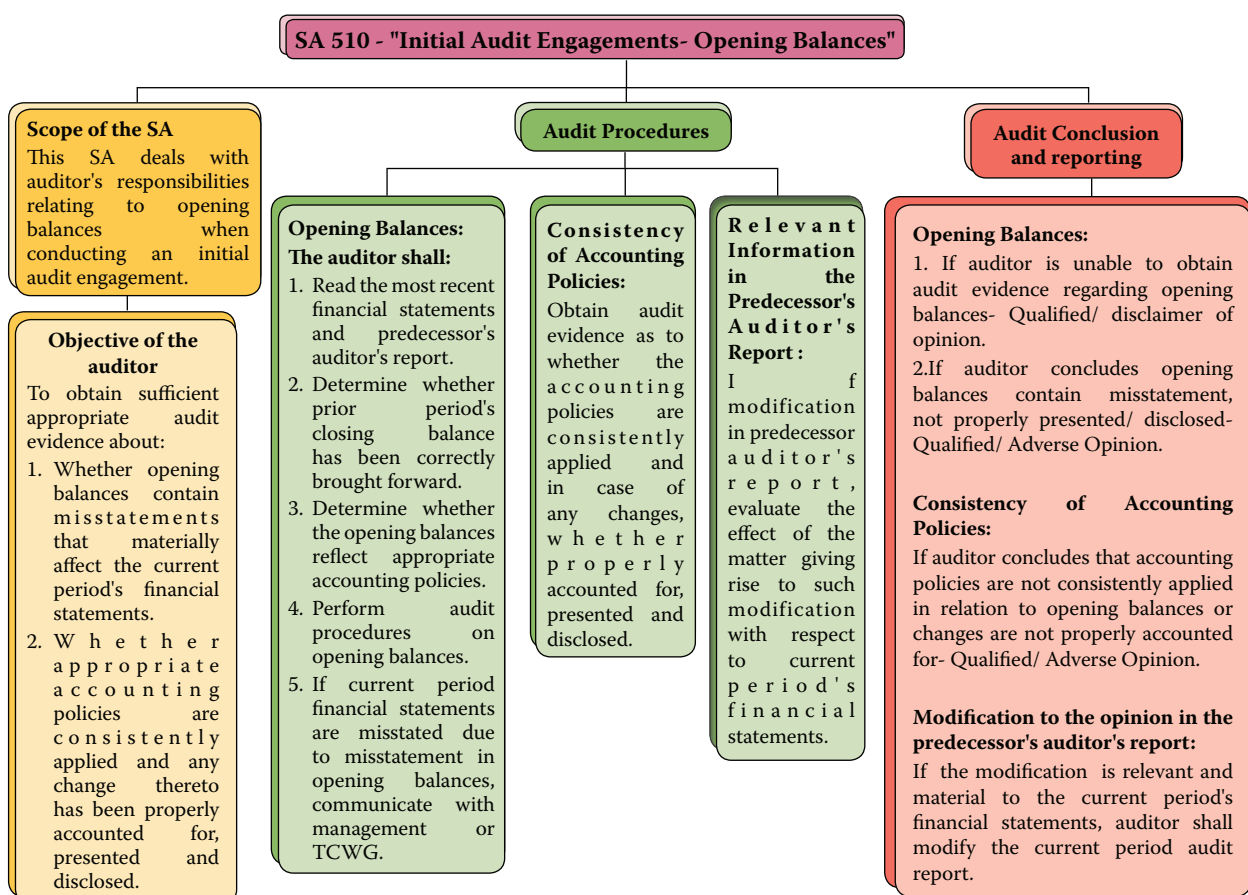 SA 510 - "Initial Audit Engagements- Opening Balances"
Scope of the SA
This SA deals with
auditor's responsibilities
relating to opening
balances when
conducting an initial
audit engagement.
Objective of the
auditor
To obtain sufficient
appropriate audit
evidence about:
1. Whether opening
balances contain
misstatements
that materially
affect the current
period's financial
statements.
2. Whether
appropriate
accounting
policies are
consistently
applied and any
change thereto
has been properly
accounted for,
presented and
disclosed.
Audit Procedures
Opening Balances:
The auditor shall:
1. Read the most recent
financial statements
and predecessor's
auditor's report.
2. Determine whether
prior period's
closing balance
has been correctly
brought forward.
3. Determine whether
the opening balances
reflect appropriate
accounting policies.
4. Perform audit
procedures on
opening balances.
5. If current period
financial statements
are misstated due
to misstatement in
opening balances,
communicate with
management or
TCWG.
Consistency
of Accounting
Policies:
Obtain audit
evidence as to
whether the
accounting
policies are
consistently
applied and
in case of
any changes,
whether
properly
accounted for,
presented and
disclosed.
Relevant
Information
in the
Predecessor's
Auditor's
Report :
If
modification
in predecessor
auditor's
report,
evaluate the
effect of the
matter giving
rise to such
modification
with respect
to current
period's
financial
statements.
Audit Conclusion
and reporting
Opening Balances:
1. If auditor is unable to obtain
audit evidence regarding opening
balances- Qualified/ disclaimer of
opinion.
2.If auditor concludes opening
balances contain misstatement,
not properly presented/ disclosed-
Qualified/ Adverse Opinion.
Consistency of Accounting
Policies:
If auditor concludes that accounting
policies are not consistently applied
in relation to opening balances or
changes are not properly accounted
for- Qualified/ Adverse Opinion.
Modification to the opinion in the
predecessor's auditor's report:
If the modification is relevant and
material to the current period's
financial statements, auditor shall
modify the current period audit
report.